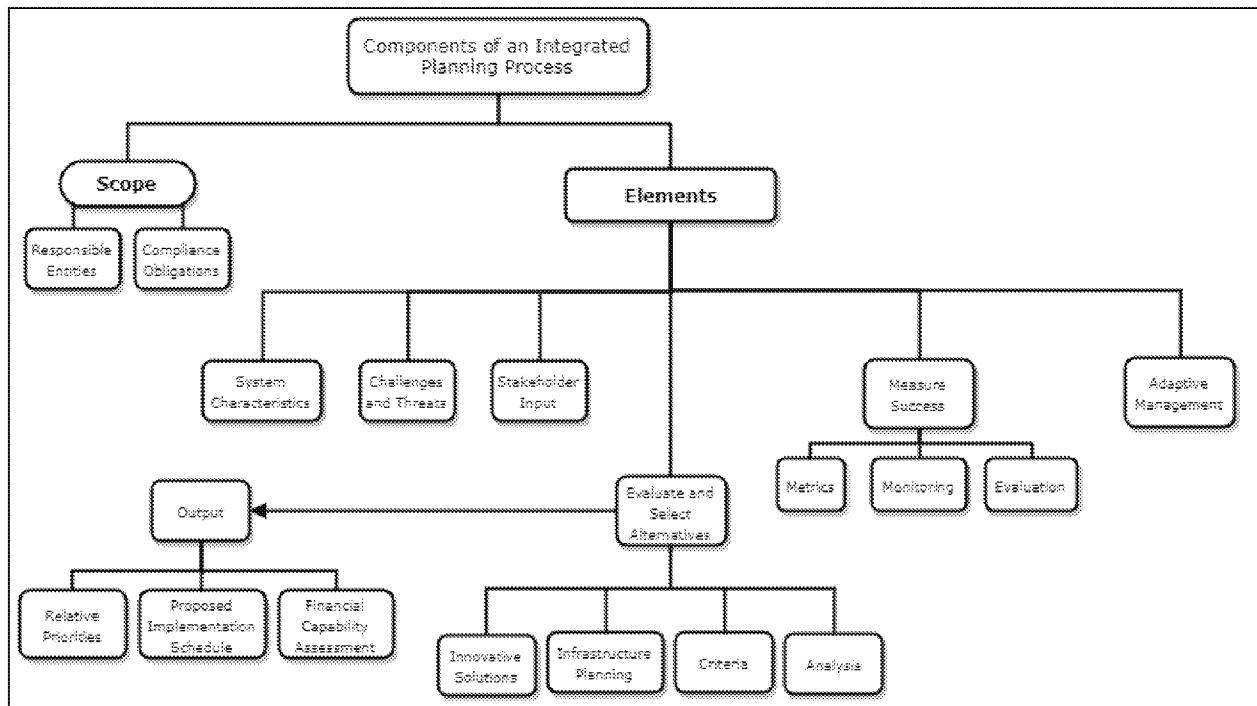 Components of an Integrated
Planning Process
Scope
Elements
Responsible
Entities
Compliance
Obligations
System
Characteristics
Challenges
and Threats
Stakeholder
Input
Measure
Success
Adaptive
Management
Metrics
Monitoring
Evaluation
Output
Evaluate and
Select
Alternatives
Relative
Priorities
Proposed
Implementation
Schedule
Financial
Capability
Assessment
Innovative
Solutions
Infrastructure
Planning
Criteria
Analysis